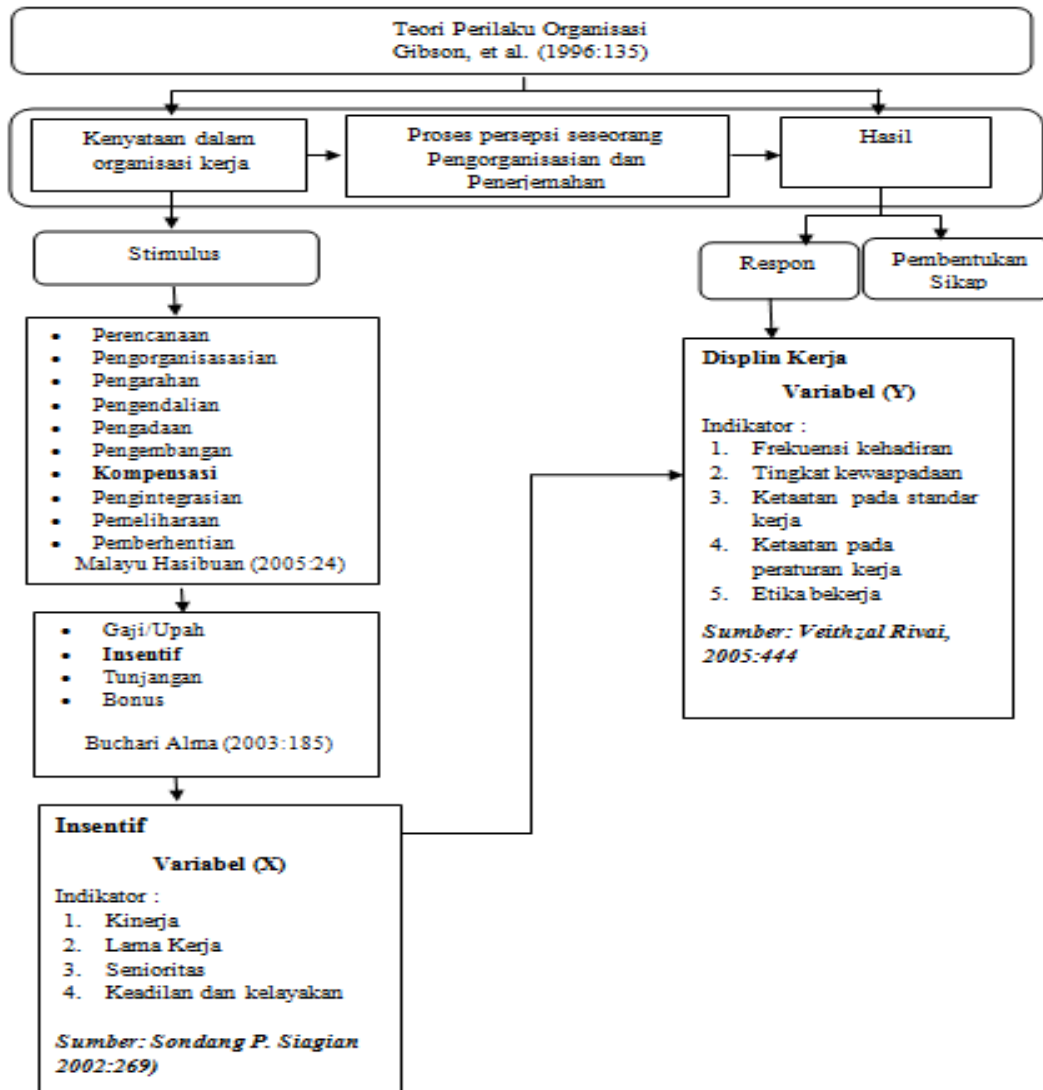 Teori Perilaku Organisasi
Gibson, et al. (1996:135)
Kenyataan dalam
organisasi kerja
Proses persepsi seseorang
Pengorganisasian dan
Penerjemahan
Hasil
Stimulus
Respon
Pembentukan
Sikap
• Perencanaan
• Pengorganisasasian
• Pengarahan
• Pengendalian
• Pengadaan
• Pengembangan
• Kompensasi
• Pengintegrasian
• Pemeliharaan
• Pemberhentian
Malayu Hasibuan (2005:24)
• Gaji/Upah
• Insentif
• Tunjangan
• Bonus
Buchari Alma (2003:185)
Insentif
Variabel (X)
Indikator :
1. Kinerja
2. Lama Kerja
3. Senioritas
4. Keadilan dan kelayakan
Sumber: Sondang P. Siagian
2002:269)
Displin Kerja
Variabel (Y)
Indikator :
1. Frekuensi kehadiran
2. Tingkat kewaspadaan
3. Ketaatan pada standar
kerja
4. Ketaatan pada
peraturan kerja
5. Etika bekerja
Sumber: Veithzal Rivai,
2005:444